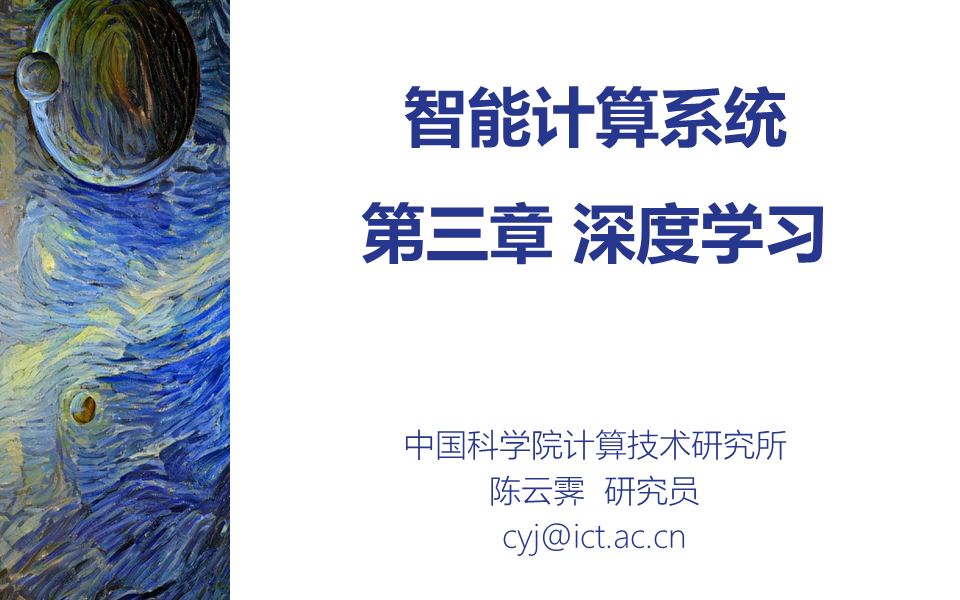 智能计算系统
第三章 深度学习
中国科学院计算技术研究所
陈云霁 研究员
cyj@ict.ac.cn